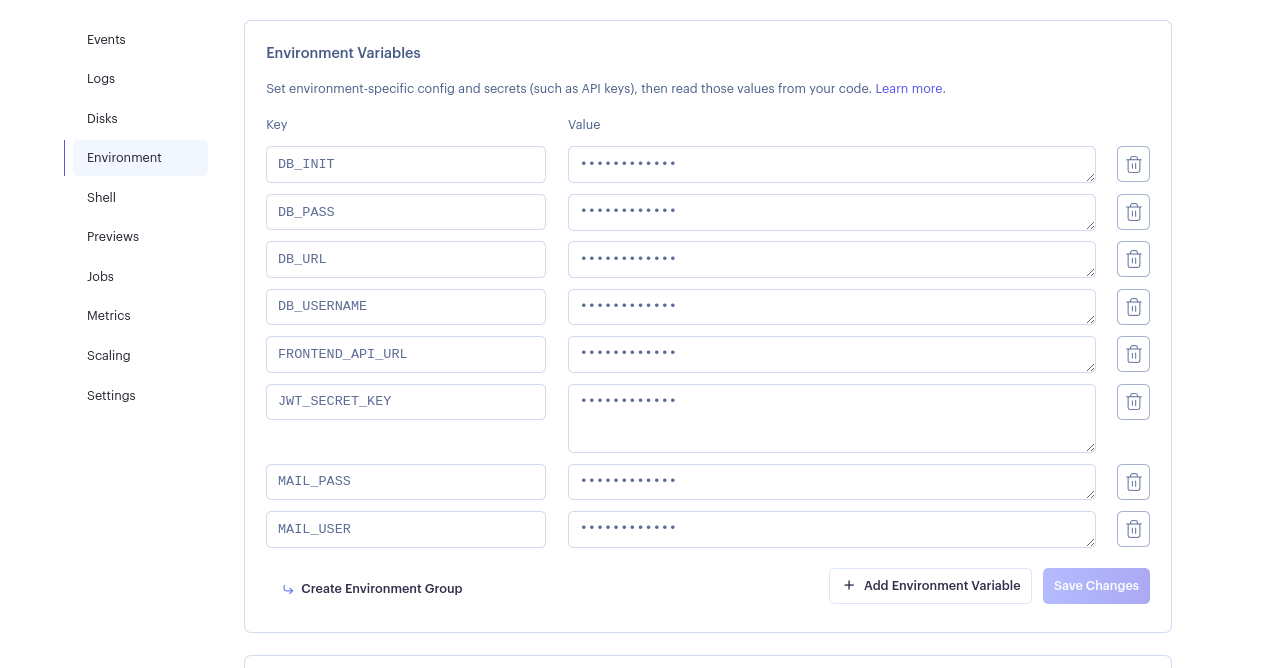 Events
Logs
Disks
Environment
Shell
Previews
Jobs
Metrics
Scaling
Settings
Environment Variables
Set environment-specific config and secrets (such as API keys), then read those values from your code. Learn more.
Key Value
DB_INIT ••••••••••••
DB_PASS ••••••••••••
DB_URL ••••••••••••
DB_USERNAME ••••••••••••
FRONTEND_API_URL ••••••••••••
JWT_SECRET_KEY ••••••••••••
MAIL_PASS ••••••••••••
MAIL_USER ••••••••••••
Create Environment Group + Add Environment Variable Save Changes